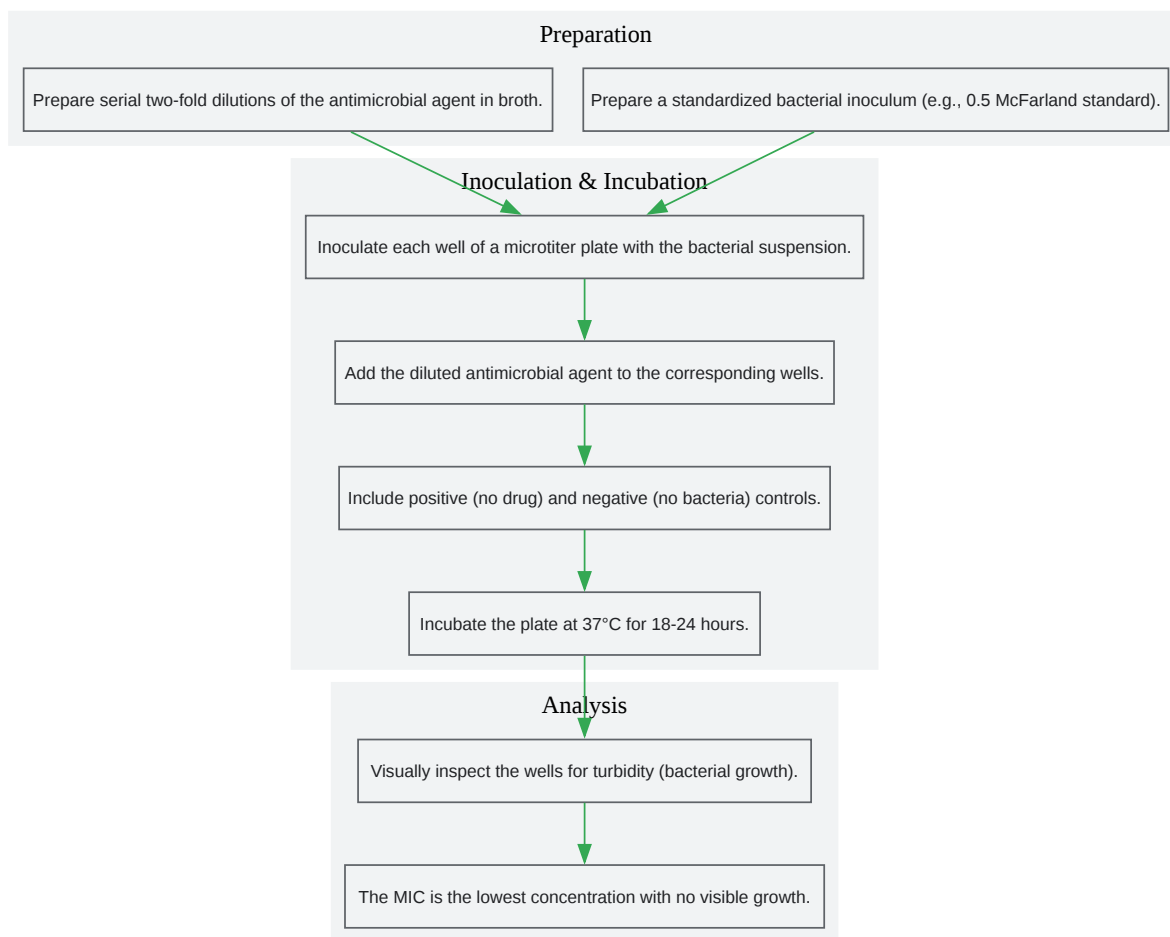 Preparation
Prepare serial two-fold dilutions of the antimicrobial agent in broth.
Prepare a standardized bacterial inoculum (e.g., 0.5 McFarland standard).
Inoculation & Incubation
Inoculate each well of a microtiter plate with the bacterial suspension.
Add the diluted antimicrobial agent to the corresponding wells.
Include positive (no drug) and negative (no bacteria) controls.
Incubate the plate at 37°C for 18-24 hours.
Analysis
Visually inspect the wells for turbidity (bacterial growth).
The MIC is the lowest concentration with no visible growth.